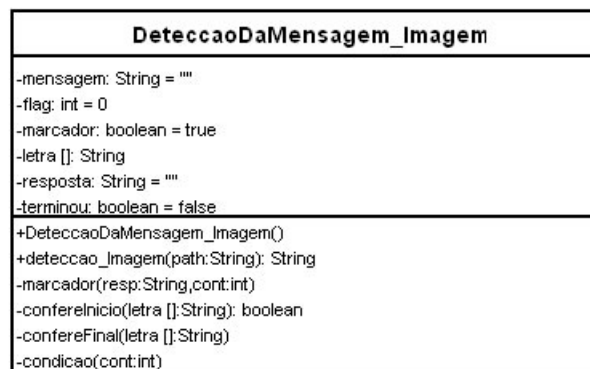 DeteccaoDaMensagem_Imagem
-mensagem: String = ""
-flag: int = 0
-marcador: boolean = true
-letra []: String
-resposta: String = ""
-terminou: boolean = false
+DeteccaoDaMensagem_Imagem()
+deteccao_Imagem(path:String): String
-marcador(resp:String,cont:int)
-confereInicio(letra []:String): boolean
-confereFinal(letra []:String)
-condicao(cont:int)